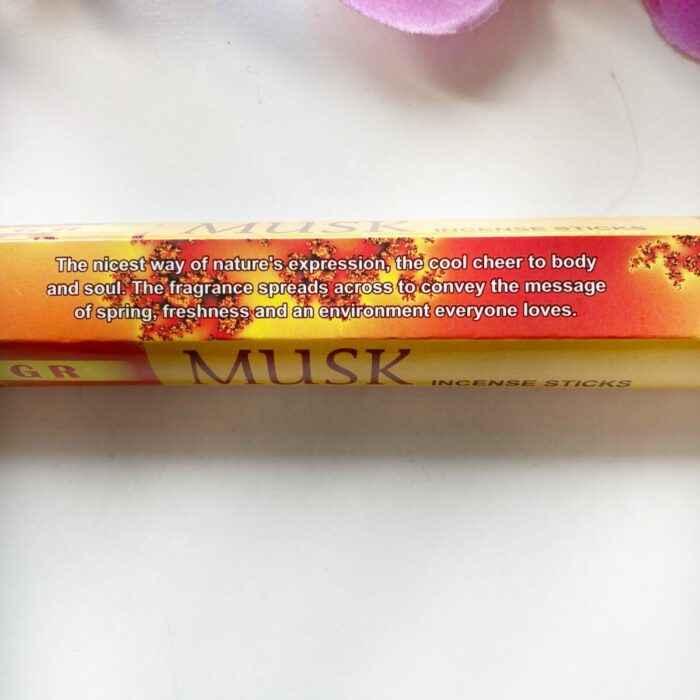 MUSK INCENSE STICKS
The nicest way of nature's expression, the cool cheer to body
and soul. The fragrance spreads across to convey the message
of spring, freshness and an environment everyone loves.
GR MUSK INCENSE STICKS